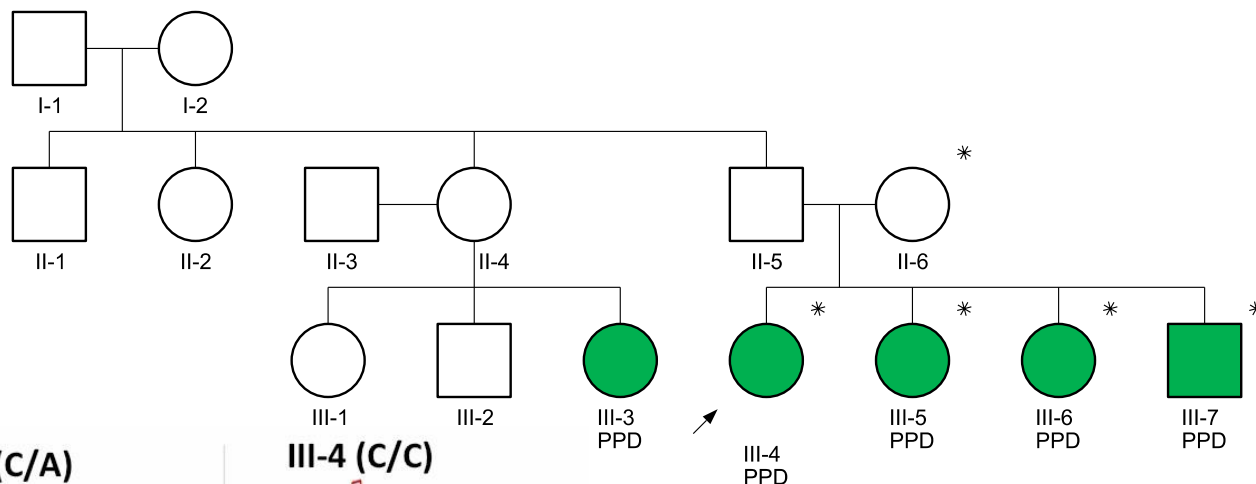 I-1 I-2
*
II-1 II-2 II-3 II-4 II-5 II-6
* * * *
III-1 III-2 III-3 III-5 III-6 III-7
PPD PPD PPD PPD
III-4
PPD
(C/A) III-4 (C/C)